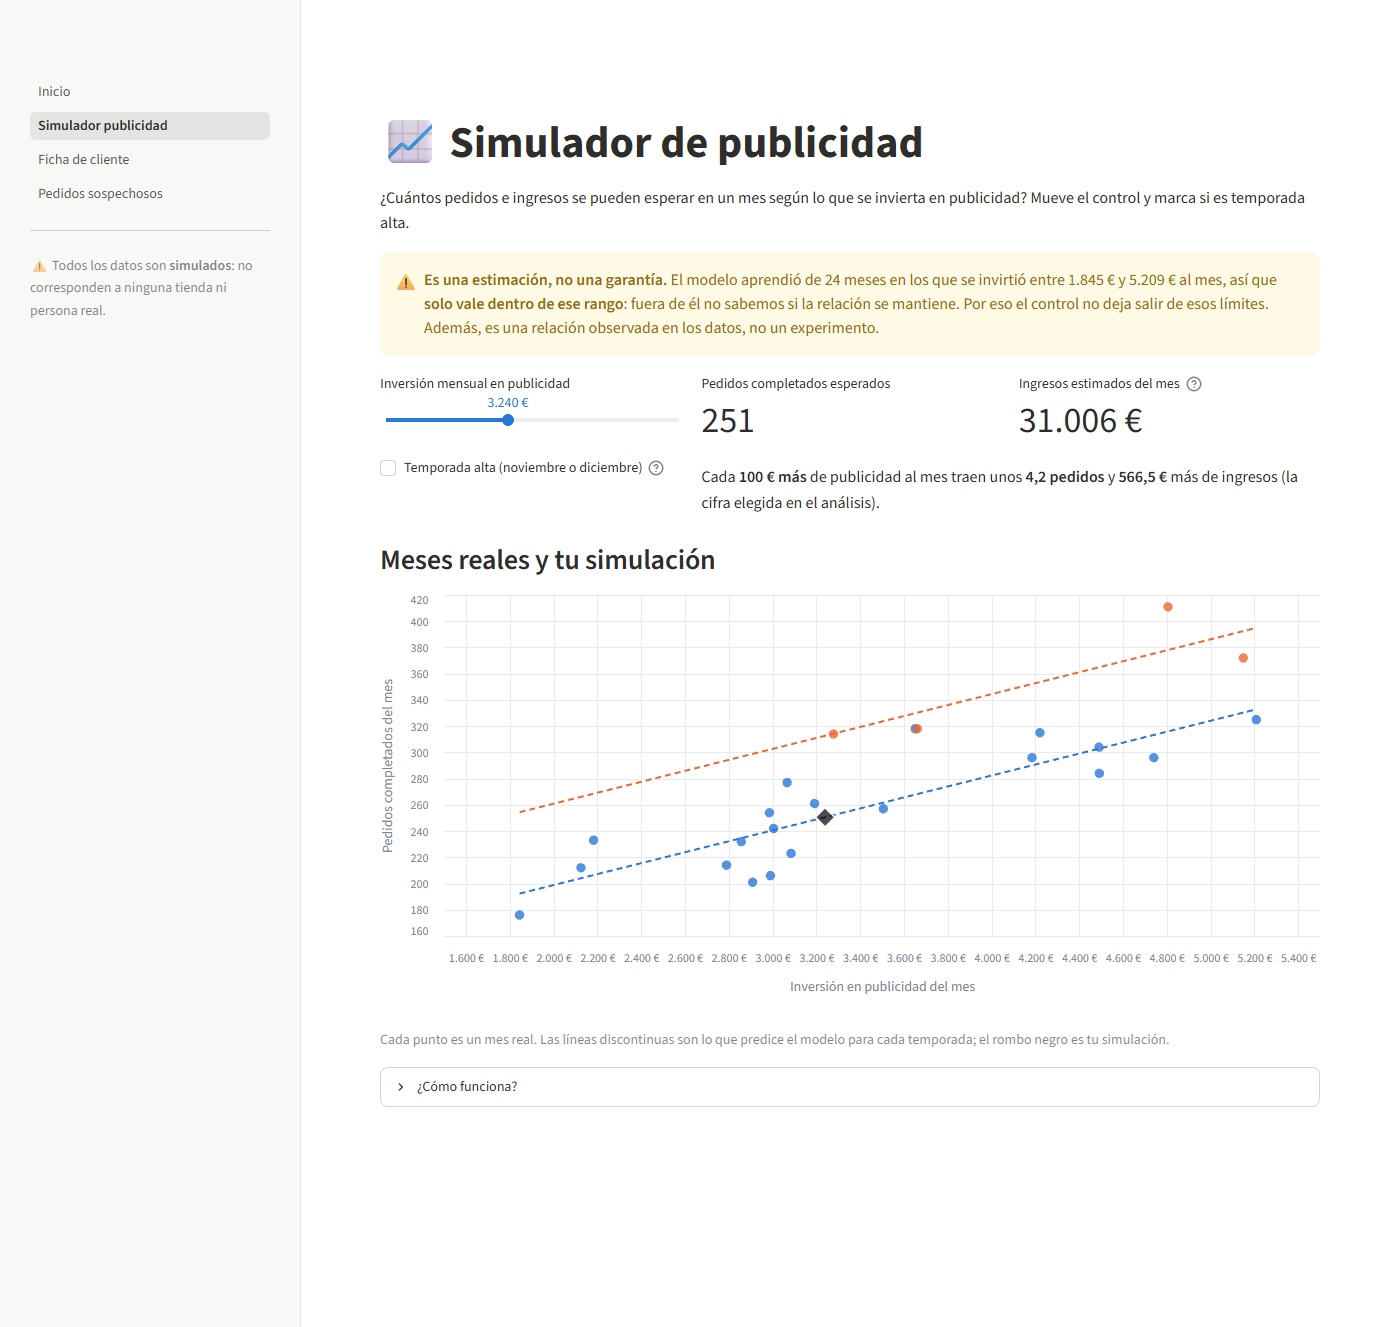 Inicio
Simulador publicidad
Ficha de cliente
Pedidos sospechosos
Todos los datos son simulados: no
corresponden a ninguna tienda ni
persona real.
Simulador de publicidad
¿Cuántos pedidos e ingresos se pueden esperar en un mes según lo que se invierta en publicidad? Mueve el control y marca si es temporada
alta.
Es una estimación, no una garantía. El modelo aprendió de 24 meses en los que se invirtió entre 1.845 € y 5.209 € al mes, así que
solo vale dentro de ese rango: fuera de él no sabemos si la relación se mantiene. Por eso el control no deja salir de esos límites.
Además, es una relación observada en los datos, no un experimento.
Inversión mensual en publicidad
3.240 €
Temporada alta (noviembre o diciembre)
Pedidos completados esperados
251
Ingresos estimados del mes
31.006 €
Cada 100 € más de publicidad al mes traen unos 4,2 pedidos y 566,5 € más de ingresos (la
cifra elegida en el análisis).
Meses reales y tu simulación
Pedidos completados del mes
420
400
380
360
340
320
300
280
260
240
220
200
180
160
1.600 € 1.800 € 2.000 € 2.200 € 2.400 € 2.600 € 2.800 € 3.000 € 3.200 € 3.400 € 3.600 € 3.800 € 4.000 € 4.200 € 4.400 € 4.600 € 4.800 € 5.000 € 5.200 € 5.400 €
Inversión en publicidad del mes
Cada punto es un mes real. Las líneas discontinuas son lo que predice el modelo para cada temporada; el rombo negro es tu simulación.
¿Cómo funciona?